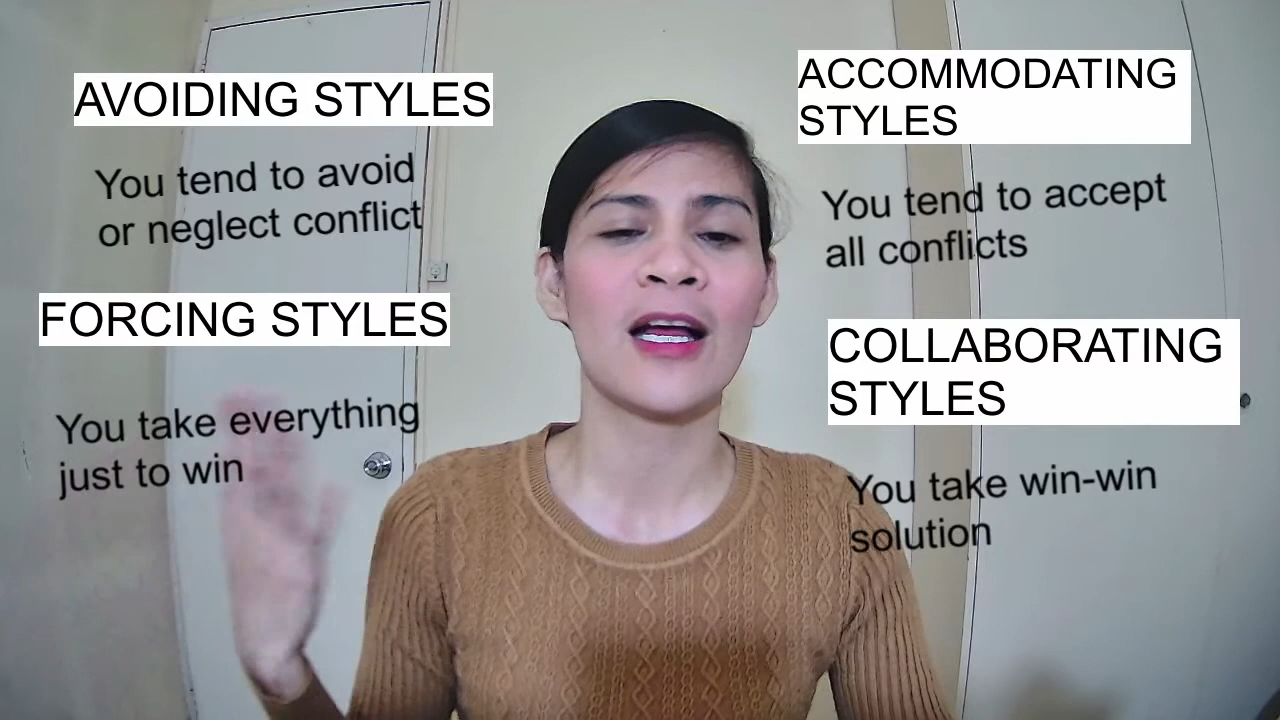 AVOIDING STYLES
You tend to avoid
or neglect conflict
FORCING STYLES
You take everything
just to win
ACCOMMODATING
STYLES
You tend to accept
all conflicts
COLLABORATING
STYLES
You take win-win
solution